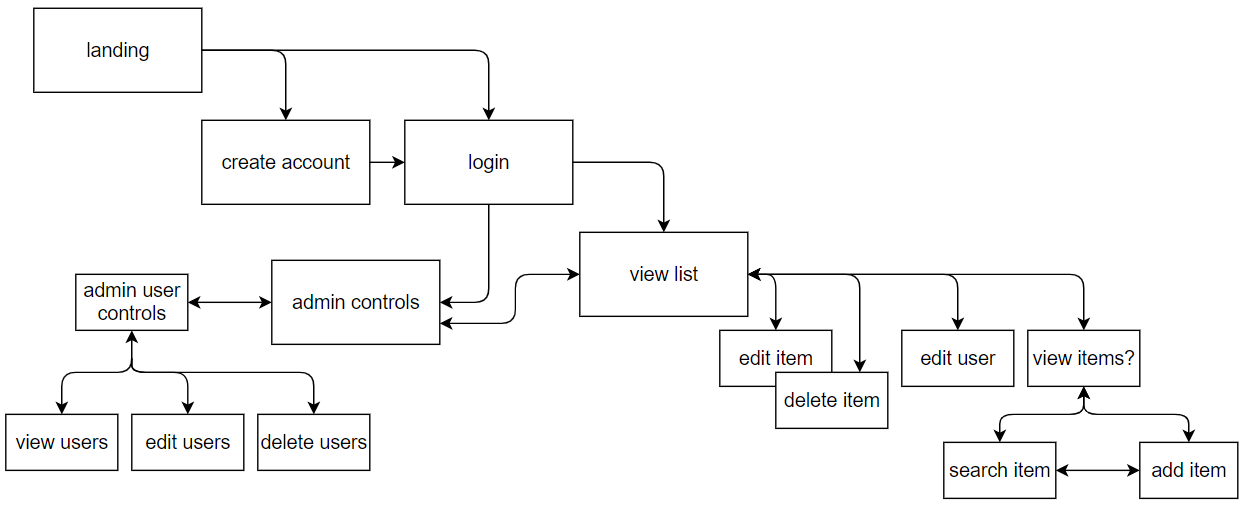 landing
create account
login
view list
admin user
controls
admin controls
edit item
edit user
view items?
delete item
view users
edit users
delete users
search item
add item